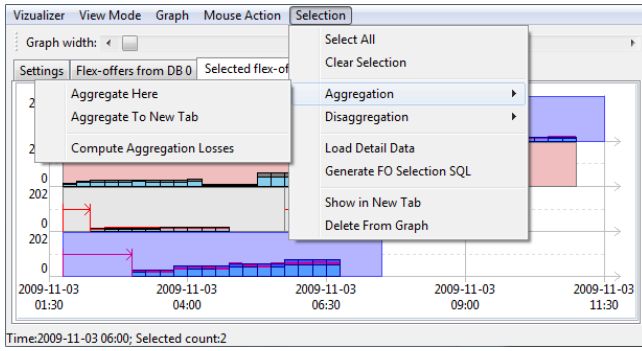 Vizualizer View Mode Graph Mouse Action Selection
Graph width:
Select All
Clear Selection
Settings Flex-offers from DB 0 Selected flex-of
Aggregation
Disaggregation
Aggregate Here
Aggregate To New Tab
Compute Aggregation Losses
Load Detail Data
Generate FO Selection SQL
Show in New Tab
Delete From Graph
2
2
0
202
0
202
0
2009-11-03 2009-11-03 2009-11-03 2009-11-03 2009-11-03
01:30 04:00 06:30 09:00 11:30
Time:2009-11-03 06:00; Selected count:2